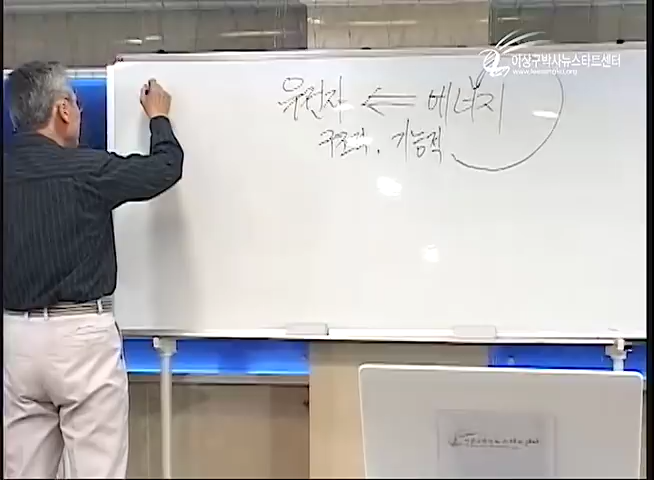 이상구박사뉴스타트센터
www.leesangku.org
유전자 ⇐ 에너지
구조적, 기능적